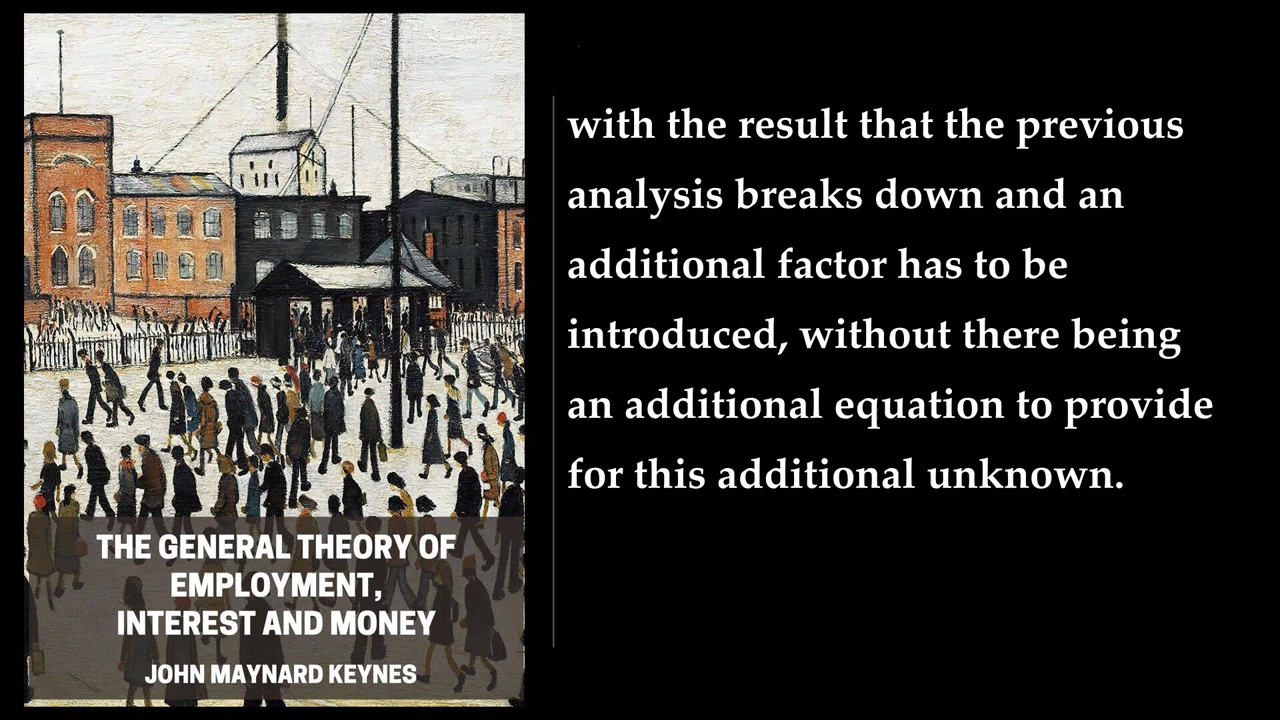 THE GENERAL THEORY OF
EMPLOYMENT,
INTEREST AND MONEY
JOHN MAYNARD KEYNES
with the result that the previous
analysis breaks down and an
additional factor has to be
introduced, without there being
an additional equation to provide
for this additional unknown.